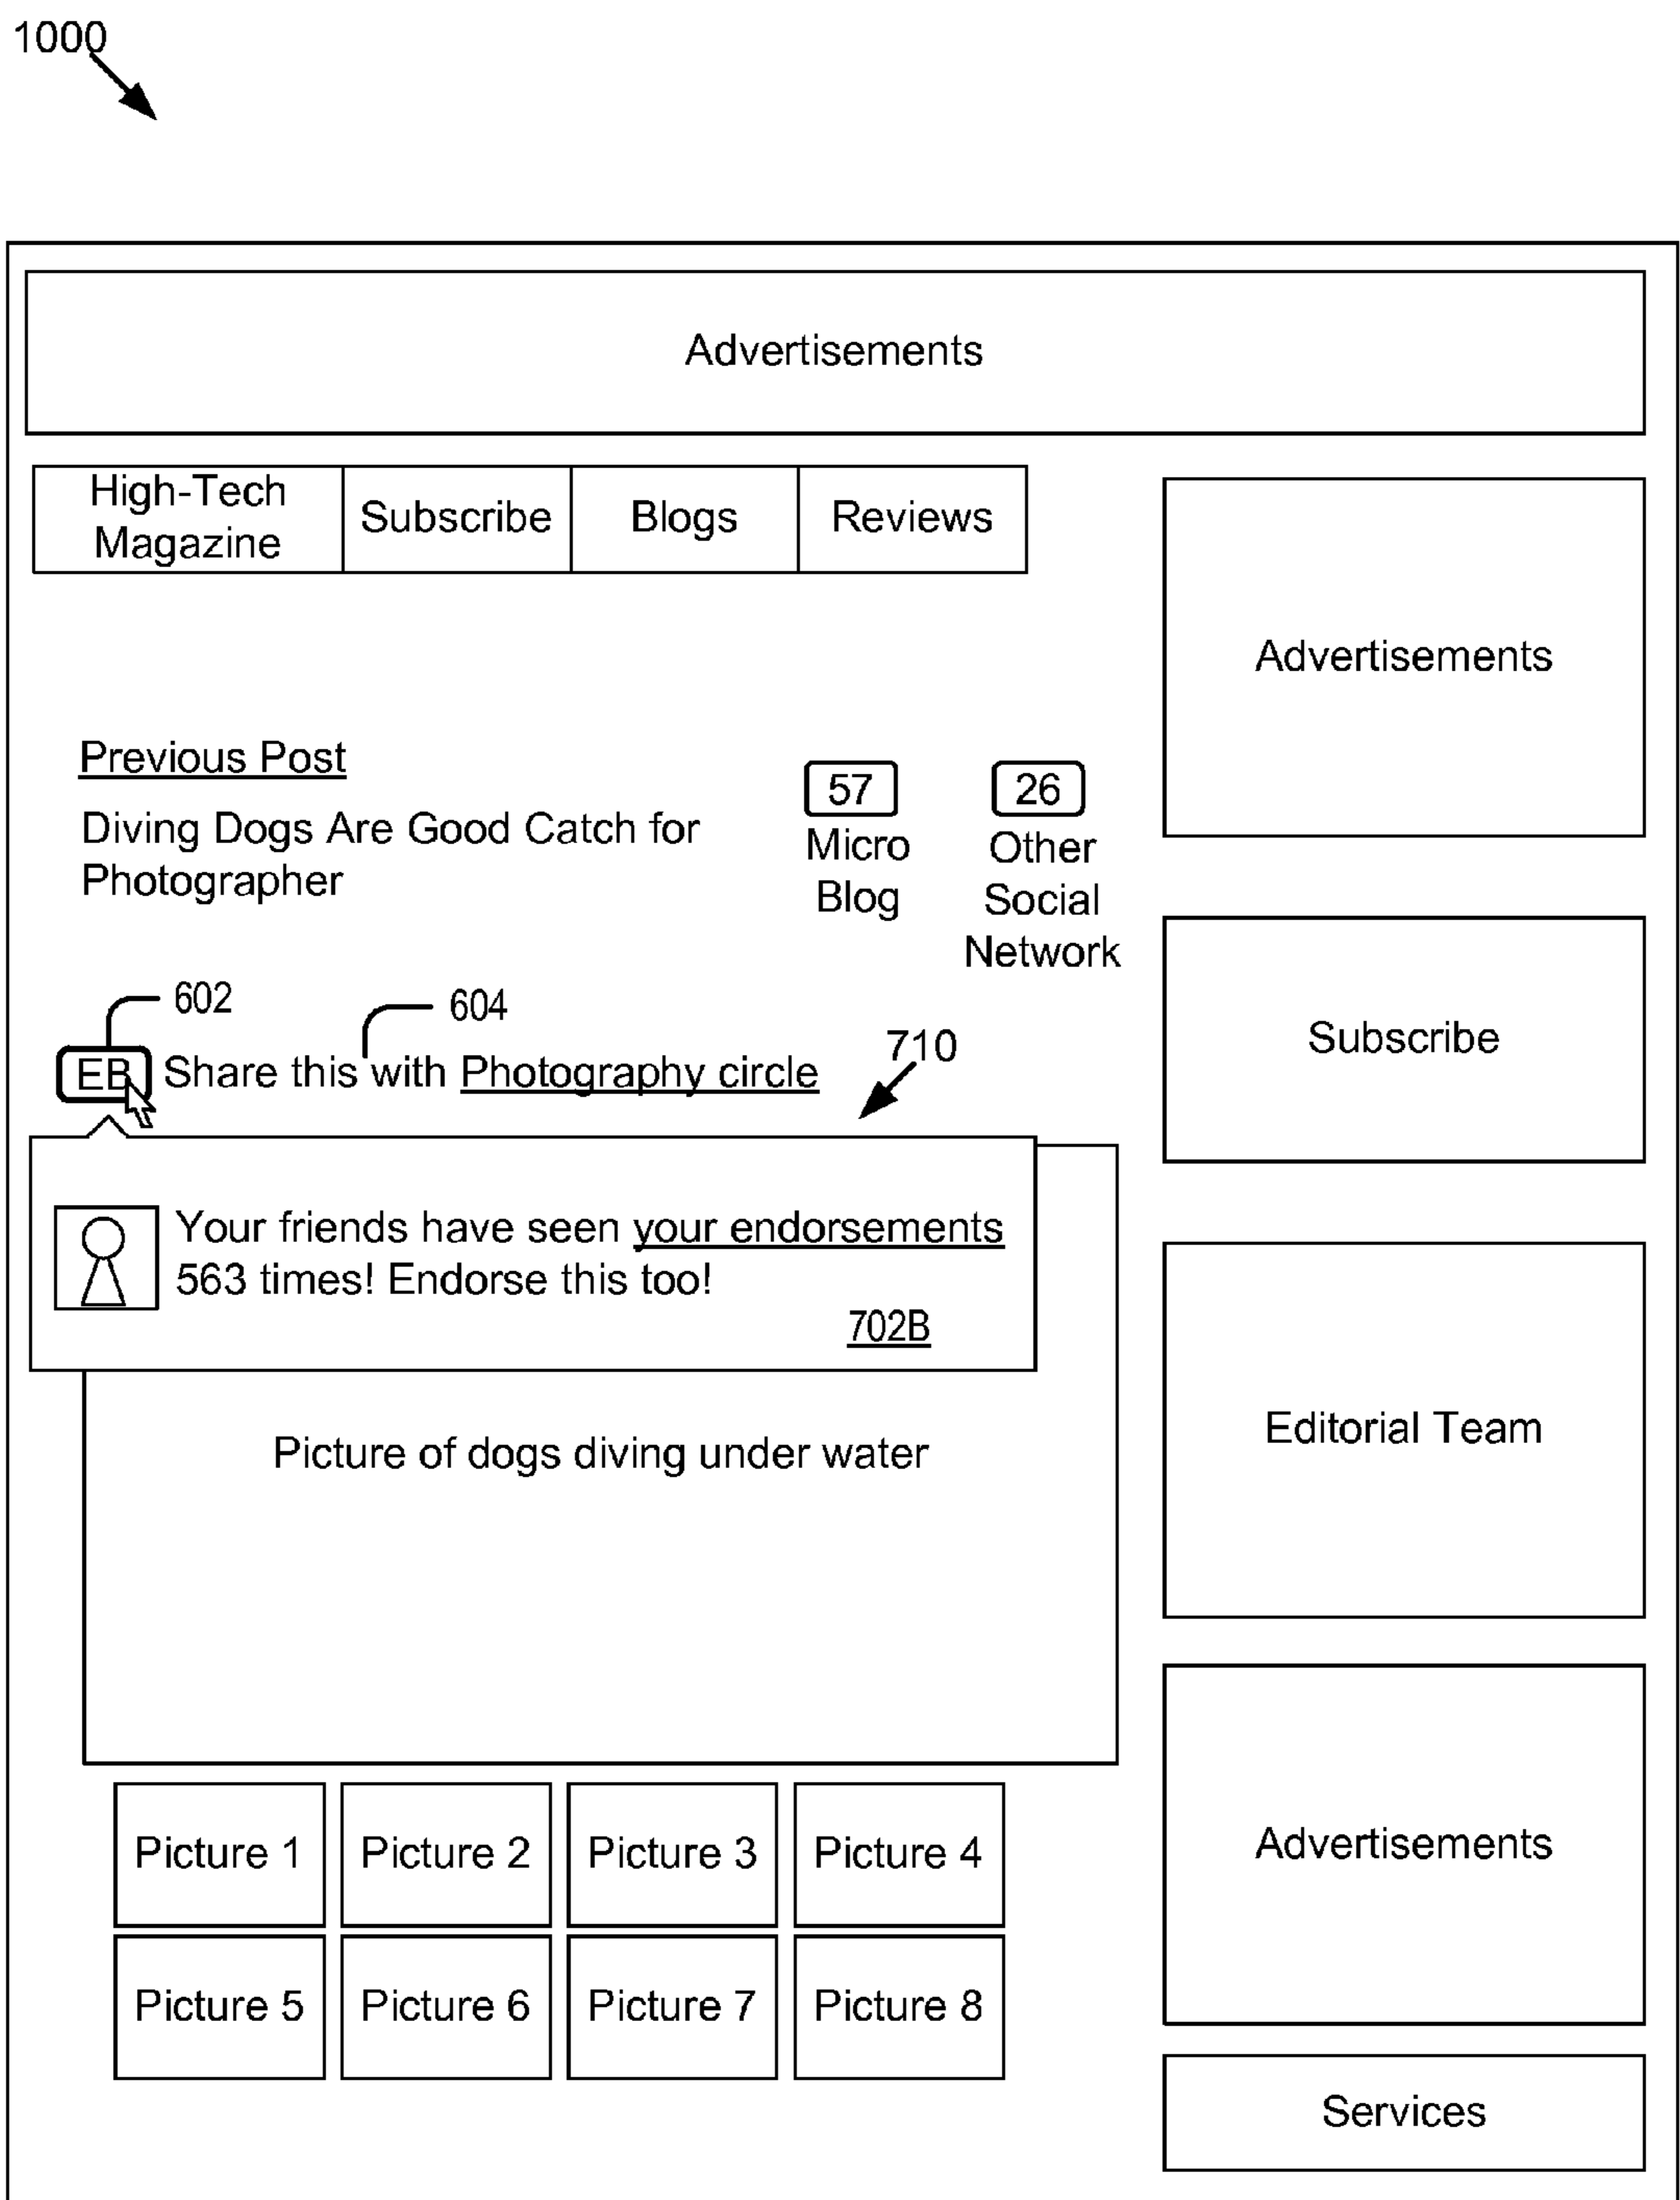 1000
Advertisements
High-Tech
Magazine
Subscribe
Blogs
Reviews
Advertisements
Previous Post
Diving Dogs Are Good Catch for
Photographer
57
Micro
Blog
26
Other
Social
Network
Subscribe
602
604
710
EB
Share this with Photography circle
Your friends have seen your endorsements
563 times! Endorse this too!
702B
Editorial Team
Picture of dogs diving under water
Advertisements
Picture 1
Picture 2
Picture 3
Picture 4
Picture 5
Picture 6
Picture 7
Picture 8
Services